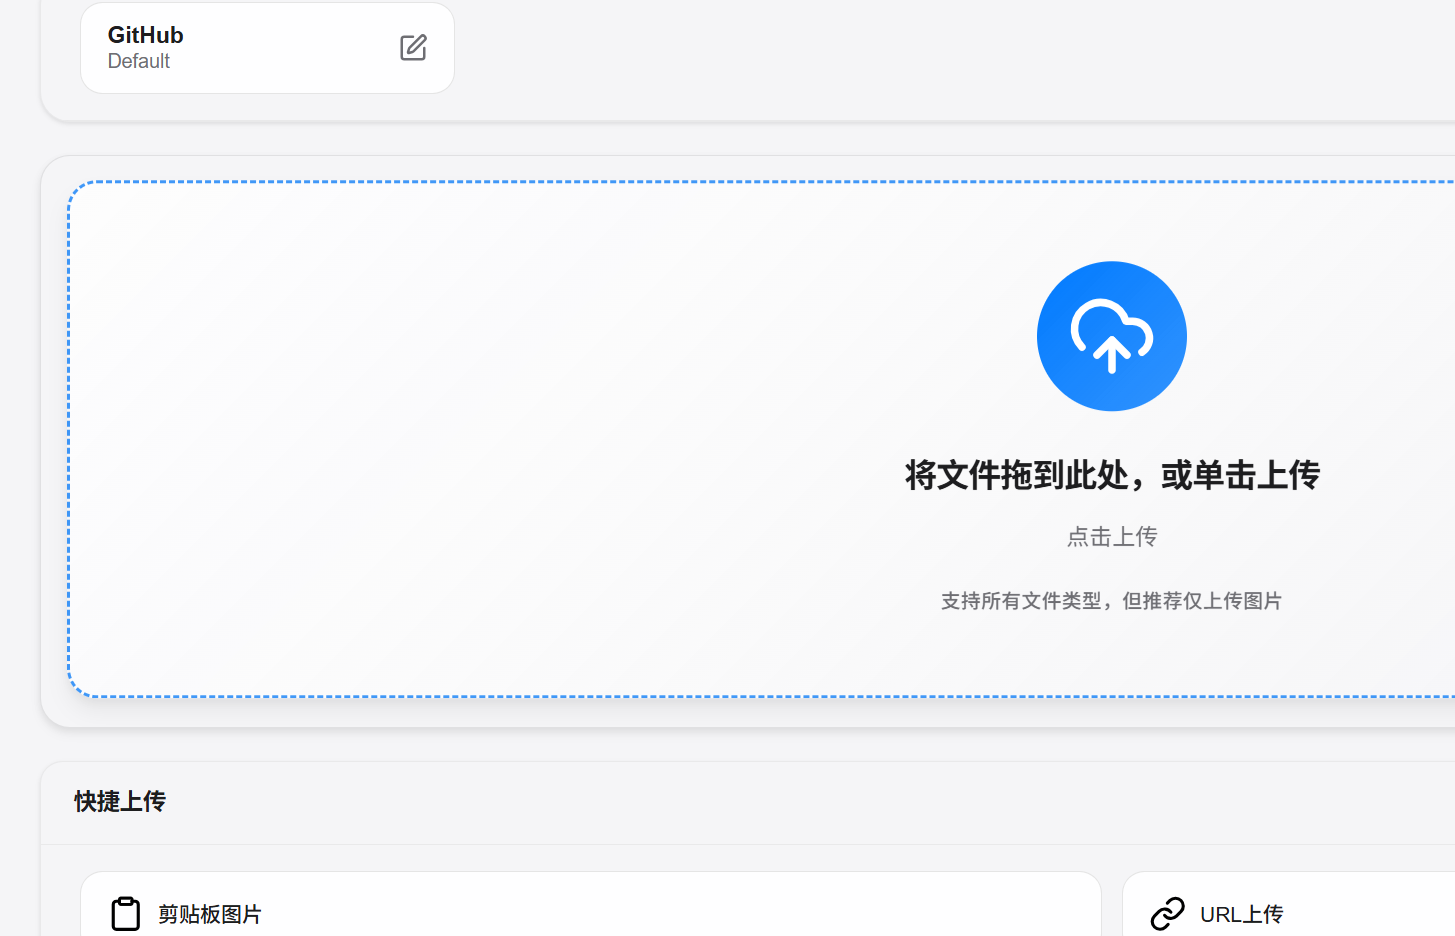 GitHub
Default
将文件拖到此处，或单击上传
点击上传
支持所有文件类型，但推荐仅上传图片
快捷上传
剪贴板图片
URL上传